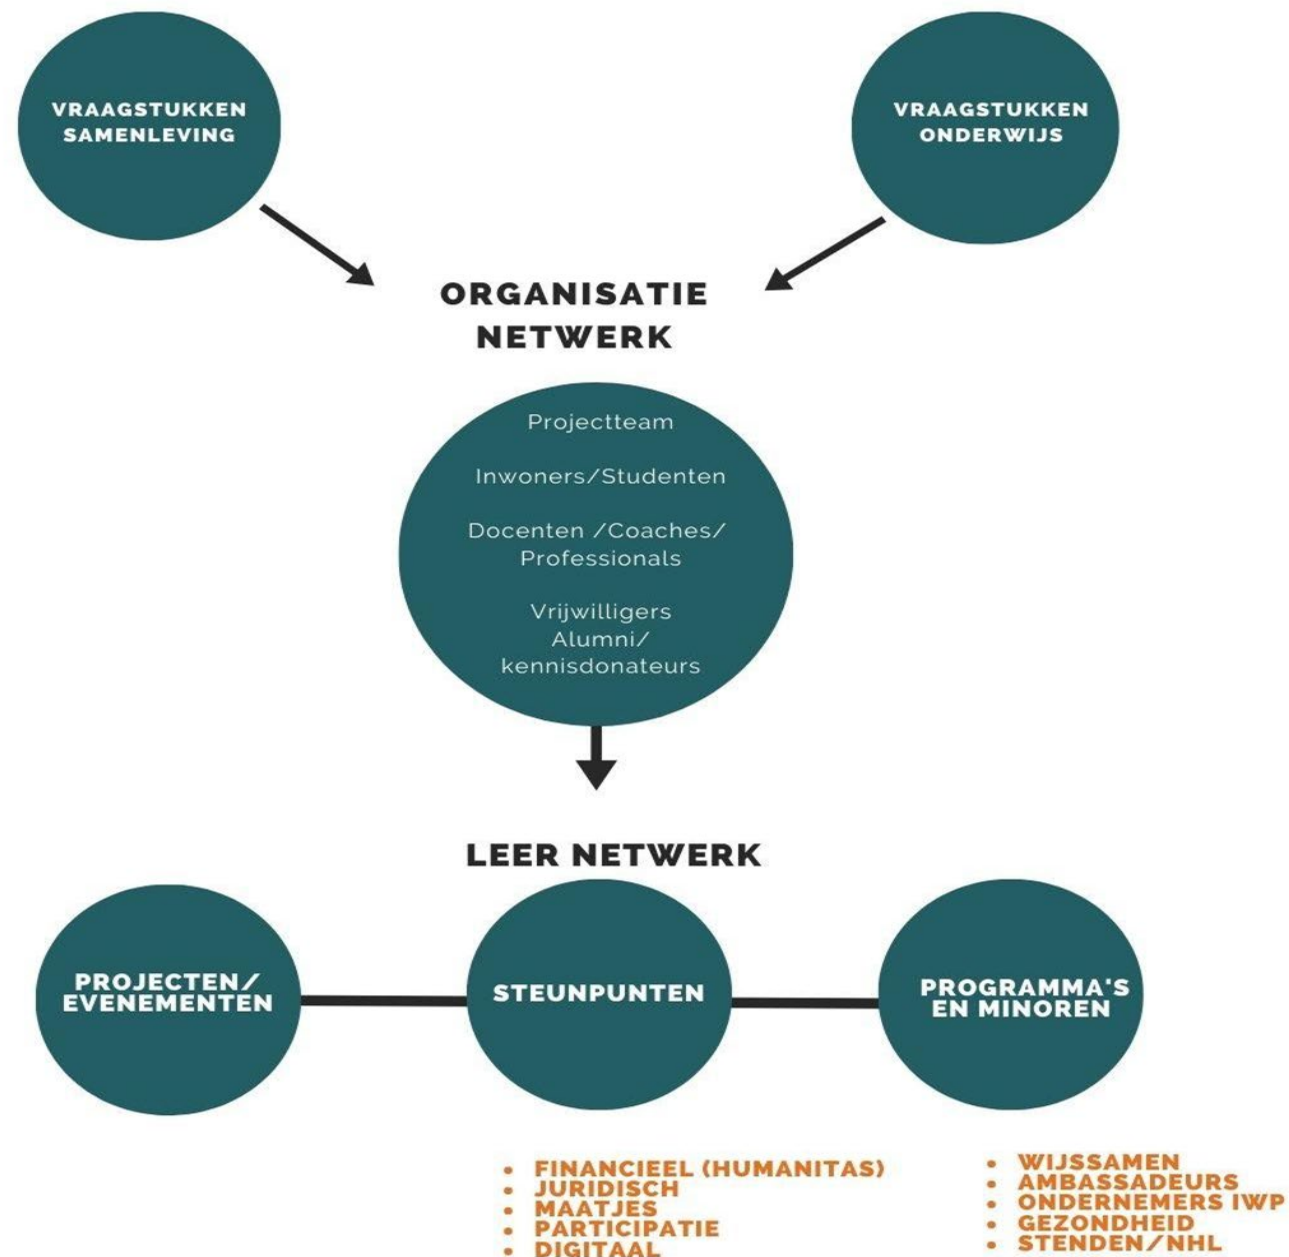 VRAAGSTUKKEN
SAMENLEVING
VRAAGSTUKKEN
ONDERWIJS
ORGANISATIE
NETWERK
Projectteam
Inwoners/Studenten
Docenten /Coaches/
Professionals
Vrijwilligers
Alumni/
kennisdonateurs
LEER NETWERK
PROJECTEN/
EVENEMENTEN
STEUNPUNTEN
PROGRAMMA'S
EN MINOREN
• FINANCIEEL (HUMANITAS)
• JURIDISCH
• MAATJES
• PARTICIPATIE
• DIGITAAL
• WIJSSAMEN
• AMBASSADEURS
• ONDERNEMERS IWP
• GEZONDHEID
• STENDEN/NHL